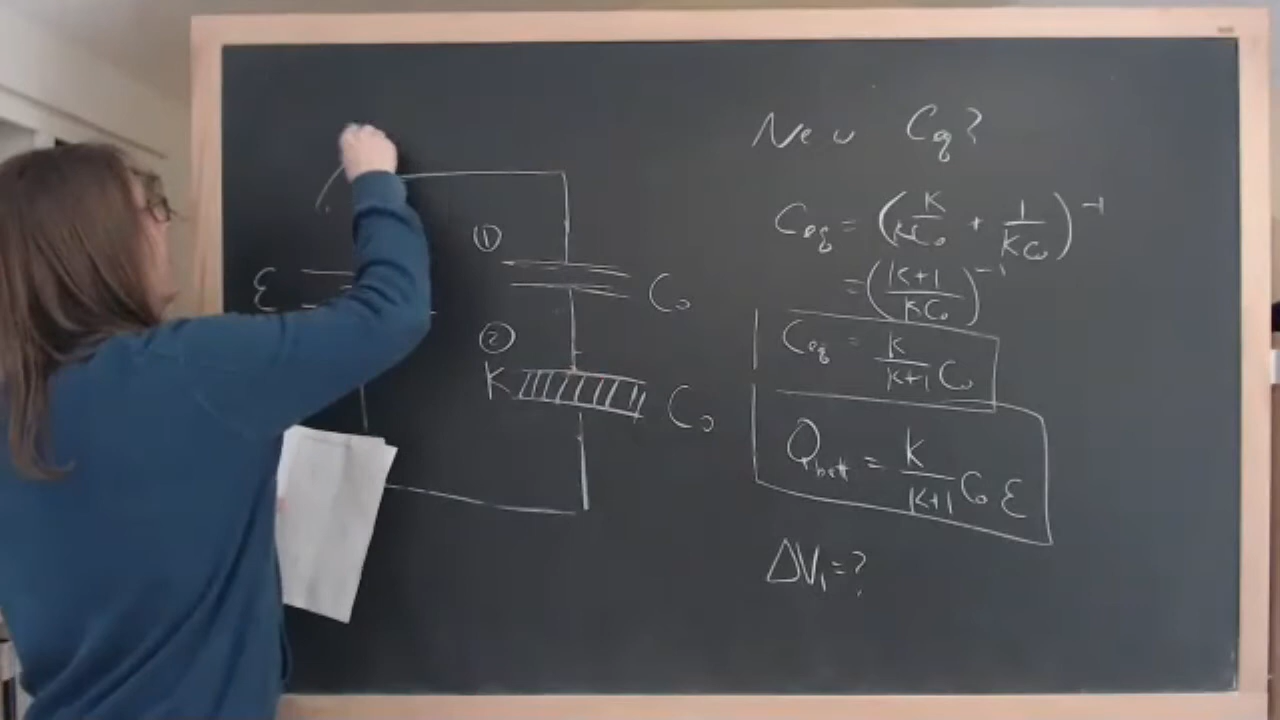 New Ceq?
Ceq = (K/KC₀ + 1/KC₀)⁻¹
= (K+1/KC₀)⁻¹
Ceq = K/K+1 C₀
Qbatt = K/K+1 C₀ ℰ
ΔV₁ = ?
ℰ
①
C₀
②
K
C₀